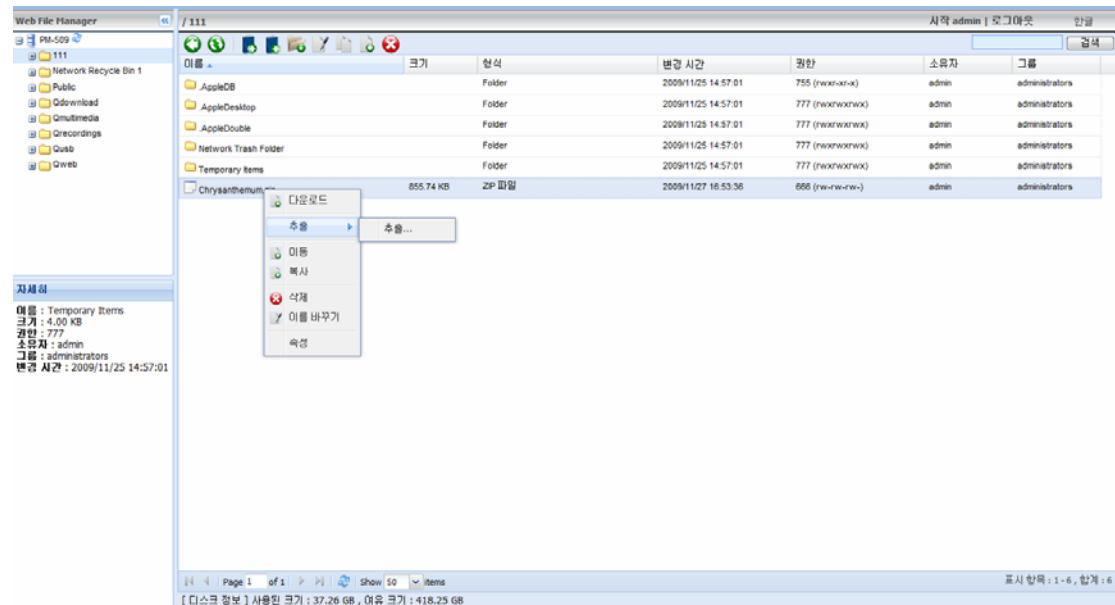 Web File Manager
/ 111
시작 admin | 로그아웃
한글
PM-509
111
Network Recycle Bin 1
Public
Qdownload
Qmultimedia
Qrecordings
Qusb
Qweb
검색
이름 크기 형식 변경 시간 권한 소유자 그룹
.AppleDB Folder 2009/11/25 14:57:01 755 (rwxr-xr-x) admin administrators
.AppleDesktop Folder 2009/11/25 14:57:01 777 (rwxrwxrwx) admin administrators
.AppleDouble Folder 2009/11/25 14:57:01 777 (rwxrwxrwx) admin administrators
Network Trash Folder Folder 2009/11/25 14:57:01 777 (rwxrwxrwx) admin administrators
Temporary Items Folder 2009/11/25 14:57:01 777 (rwxrwxrwx) admin administrators
Chrysanthemum.zip 855.74 KB ZIP 파일 2009/11/27 16:53:36 666 (rw-rw-rw-) admin administrators
다운로드
추출
추출...
이동
복사
삭제
이름 바꾸기
속성
자세히
이름 : Temporary Items
크기 : 4.00 KB
권한 : 777
소유자 : admin
그룹 : administrators
변경 시간 : 2009/11/25 14:57:01
Page 1 of 1 Show 50 items
표시 항목 : 1-6, 합계 : 6
[ 디스크 정보 ] 사용된 크기 : 37.26 GB , 여유 크기 : 418.25 GB